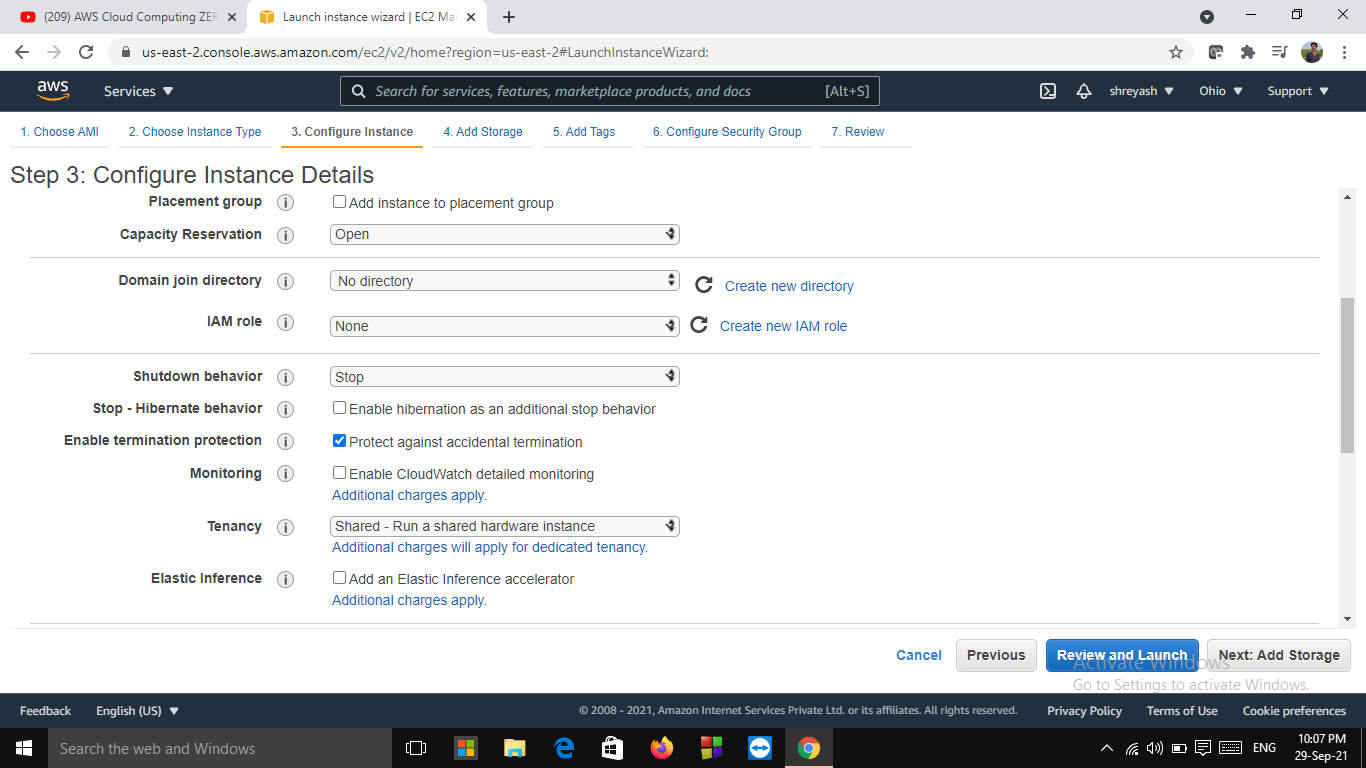 (209) AWS Cloud Computing ZER
Launch instance wizard | EC2 Ma
us-east-2.console.aws.amazon.com/ec2/v2/home?region=us-east-2#LaunchInstanceWizard:
aws
Services
Search for services, features, marketplace products, and docs
[Alt+S]
shreyash
Ohio
Support
1. Choose AMI
2. Choose Instance Type
3. Configure Instance
4. Add Storage
5. Add Tags
6. Configure Security Group
7. Review
Step 3: Configure Instance Details
Placement group
Add instance to placement group
Capacity Reservation
Open
Domain join directory
No directory
Create new directory
IAM role
None
Create new IAM role
Shutdown behavior
Stop
Stop - Hibernate behavior
Enable hibernation as an additional stop behavior
Enable termination protection
Protect against accidental termination
Monitoring
Enable CloudWatch detailed monitoring
Additional charges apply.
Tenancy
Shared - Run a shared hardware instance
Additional charges will apply for dedicated tenancy.
Elastic Inference
Add an Elastic Inference accelerator
Additional charges apply.
Cancel
Previous
Review and Launch
Next: Add Storage
Activate Windows
Go to Settings to activate Windows.
Feedback
English (US)
© 2008 - 2021, Amazon Internet Services Private Ltd. or its affiliates. All rights reserved.
Privacy Policy
Terms of Use
Cookie preferences
Search the web and Windows
ENG
10:07 PM
29-Sep-21